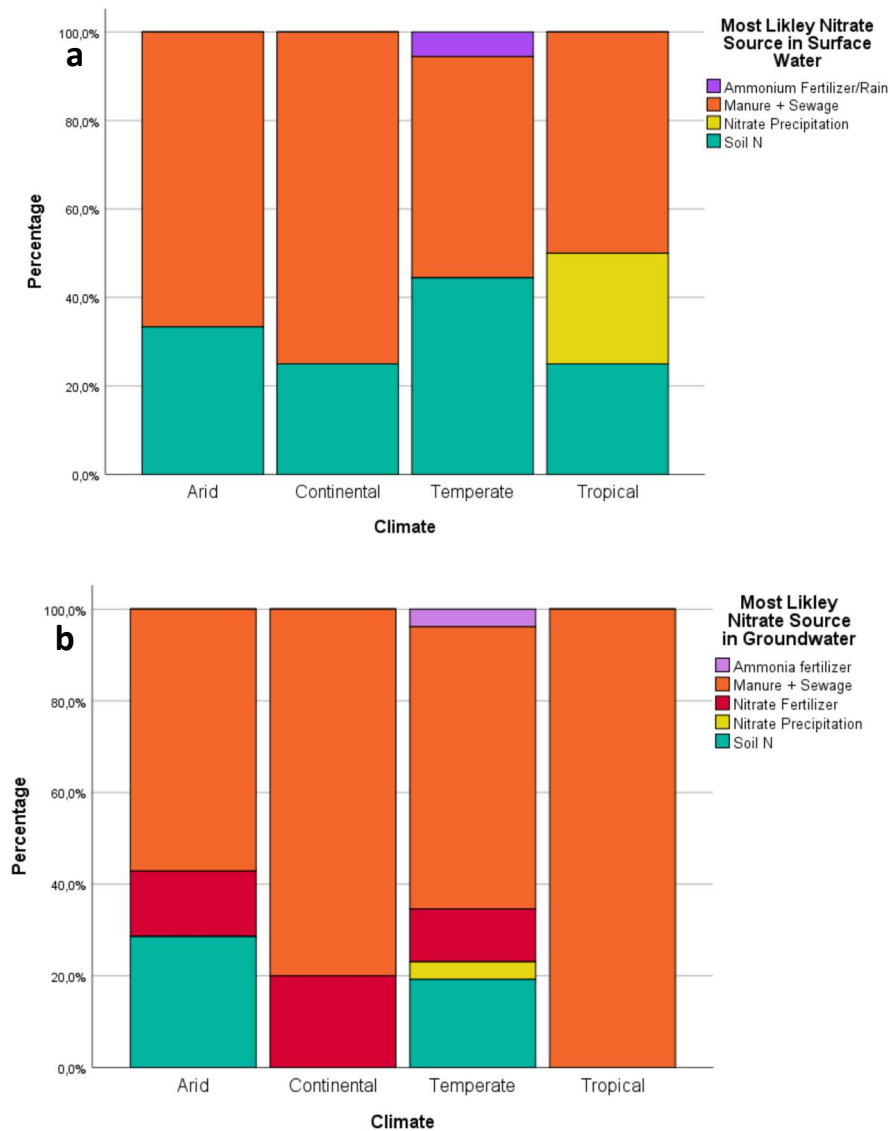 a
Most Likley Nitrate
Source in Surface
Water
Ammonium Fertilizer/Rain
Manure + Sewage
Nitrate Precipitation
Soil N
Percentage
100,0%
80,0%
60,0%
40,0%
20,0%
0,0%
Arid
Continental
Temperate
Tropical
Climate
b
Most Likley
Nitrate Source
in Groundwater
Ammonia fertilizer
Manure + Sewage
Nitrate Fertilizer
Nitrate Precipitation
Soil N
Percentage
100,0%
80,0%
60,0%
40,0%
20,0%
0,0%
Arid
Continental
Temperate
Tropical
Climate